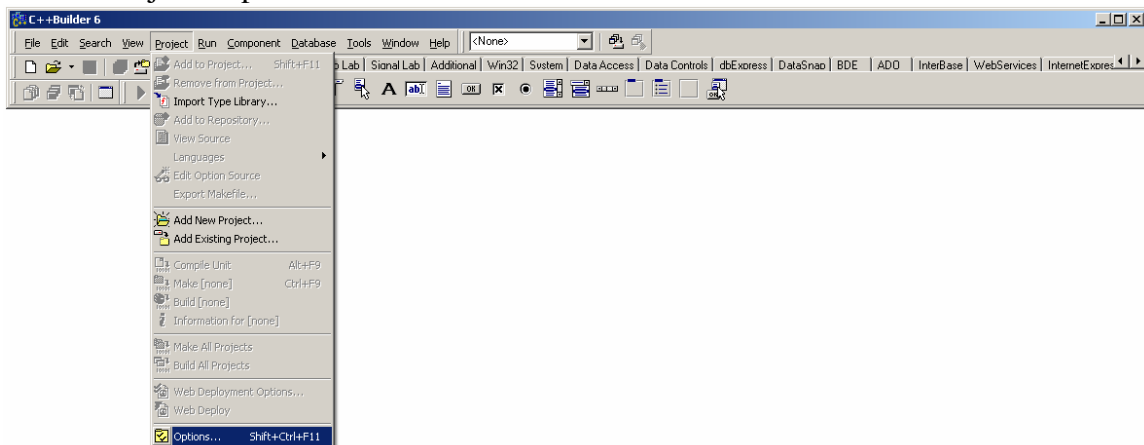 C++Builder 6
File Edit Search View Project Run Component Database Tools Window Help <None>
Lab Signal Lab Additional Win32 System Data Access Data Controls dbExpress DataSnap BDE ADO InterBase WebServices InternetExpres
Add to Project... Shift+F11
Remove from Project...
Import Type Library...
Add to Repository...
View Source
Languages
Edit Option Source
Export Makefile...
Add New Project...
Add Existing Project...
Compile Unit Alt+F9
Make [none] Ctrl+F9
Build [none]
Information for [none]
Make All Projects
Build All Projects
Web Deployment Options...
Web Deploy
Options... Shift+Ctrl+F11